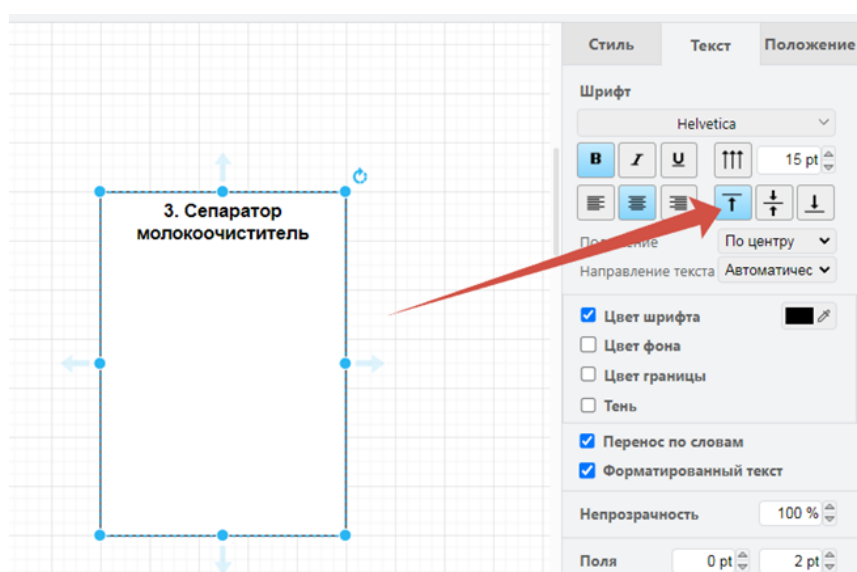 Стиль Текст Положение
Шрифт
Helvetica
B I U 15 pt
3. Сепаратор
молокоочиститель
По центру
Направление текста Автоматичес
Цвет шрифта
Цвет фона
Цвет границы
Тень
Перенос по словам
Форматированный текст
Непрозрачность 100 %
Поля 0 pt 2 pt